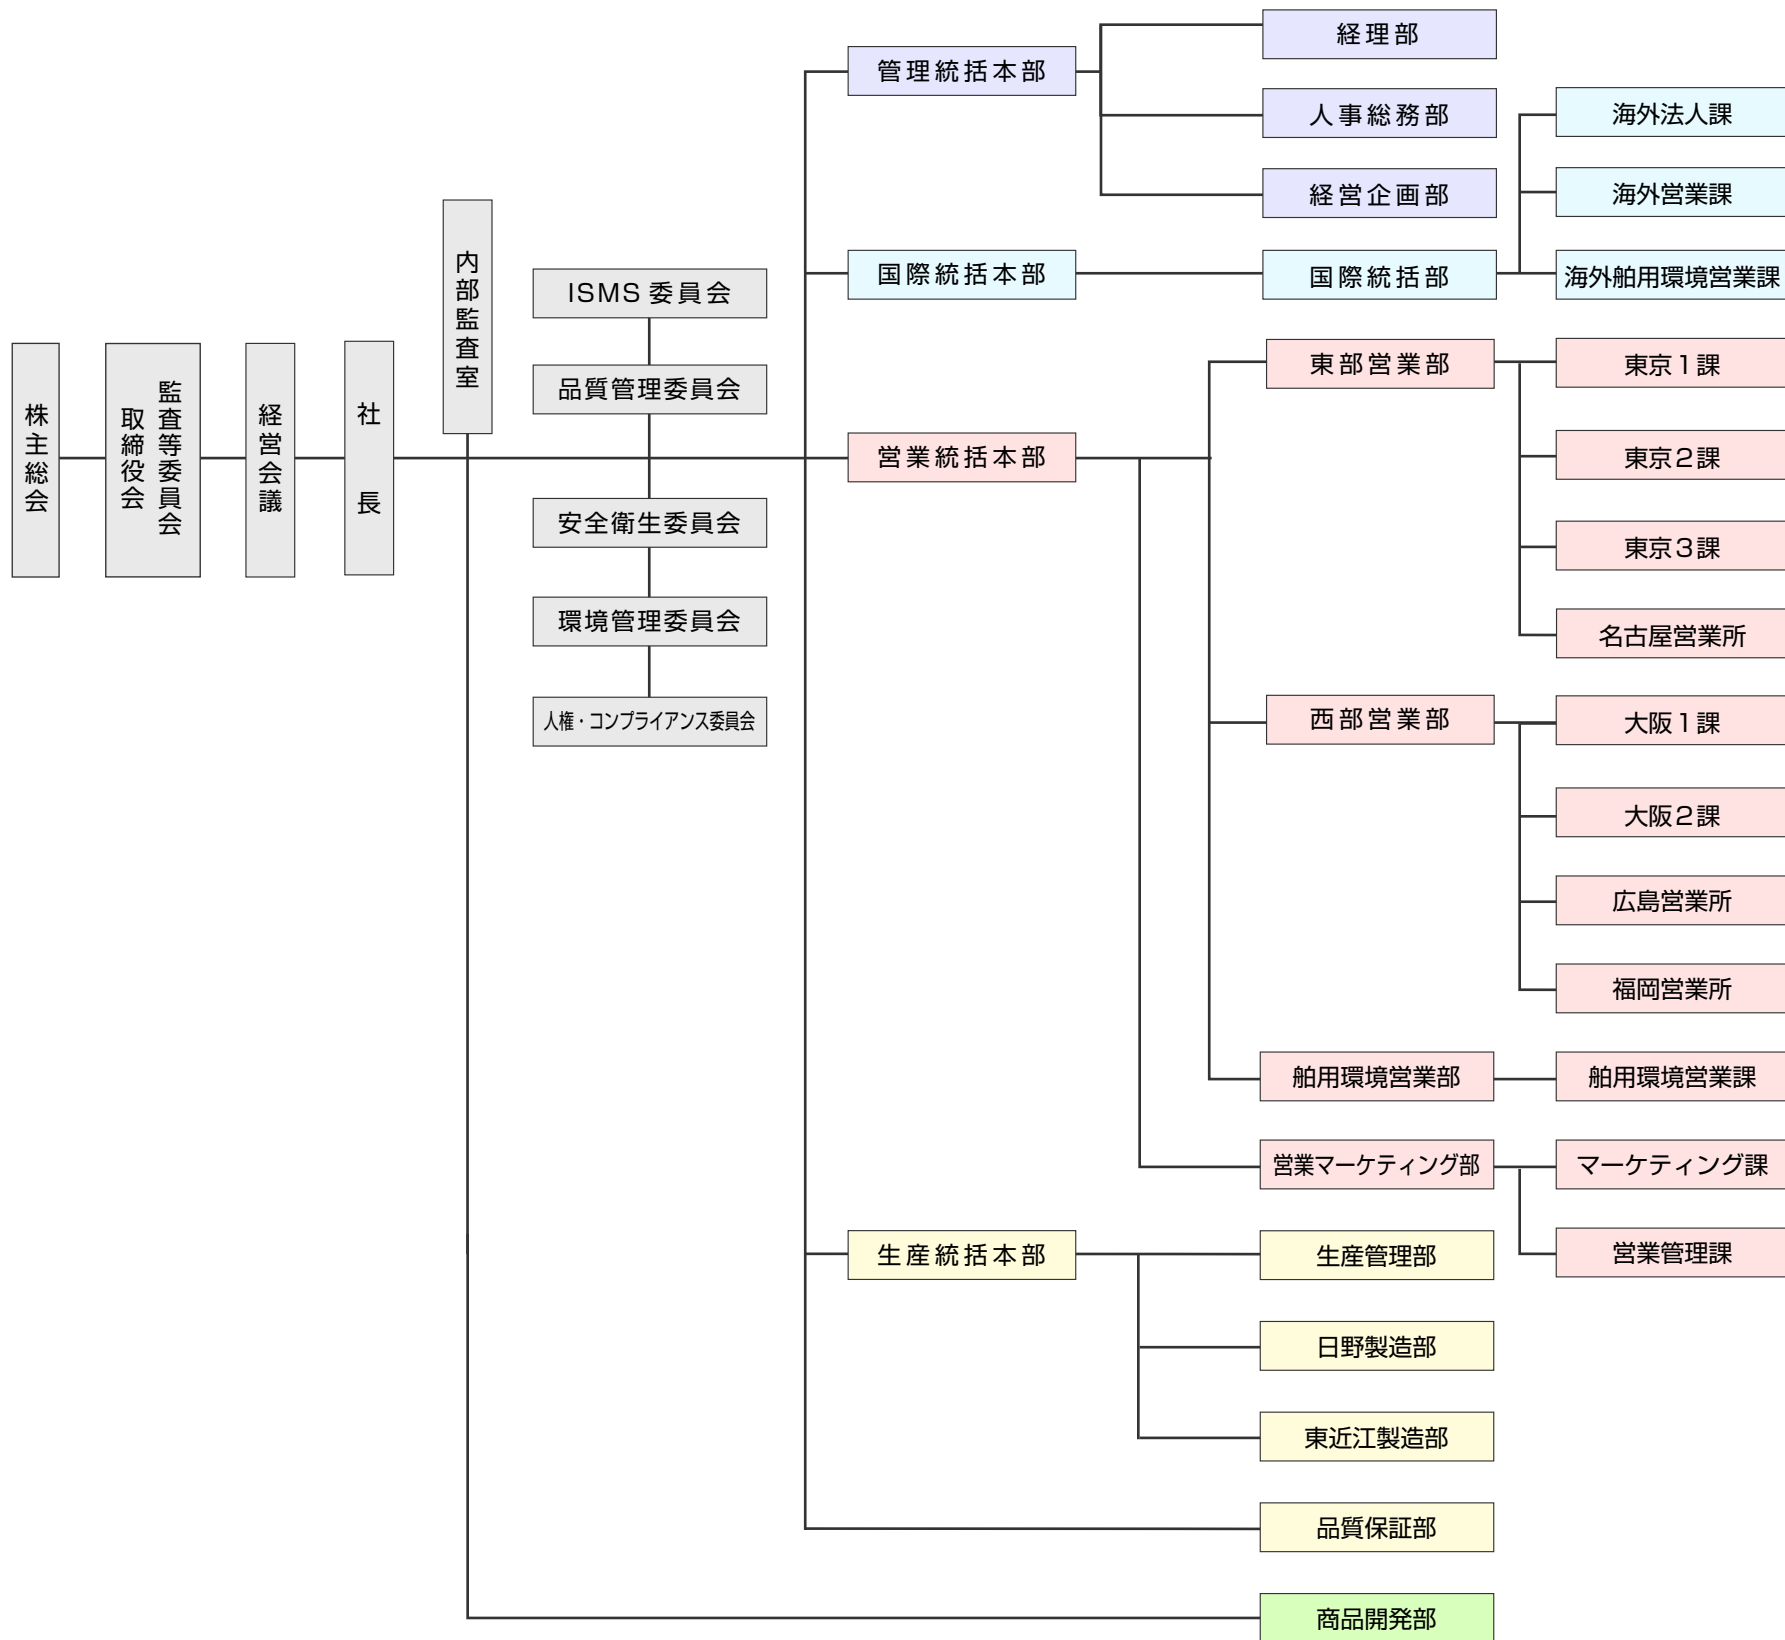 株主総会
監査等委員会
取締役会
経営会議
社長
内部監査室
ISMS 委員会
品質管理委員会
安全衛生委員会
環境管理委員会
人権・コンプライアンス委員会
管理統括本部
経理部
人事総務部
経営企画部
国際統括本部
国際統括部
海外法人課
海外営業課
海外舶用環境営業課
営業統括本部
東部営業部
東京1課
東京2課
東京3課
名古屋営業所
西部営業部
大阪1課
大阪2課
広島営業所
福岡営業所
舶用環境営業部
舶用環境営業課
営業マーケティング部
マーケティング課
営業管理課
生産統括本部
生産管理部
日野製造部
東近江製造部
品質保証部
商品開発部